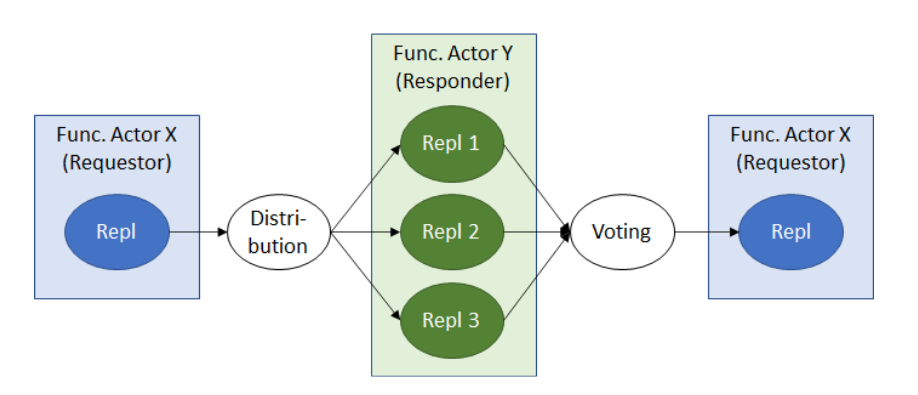 Func. Actor X
(Requestor)
Repl
Distri-
bution
Func. Actor Y
(Responder)
Repl 1
Repl 2
Repl 3
Voting
Func. Actor X
(Requestor)
Repl